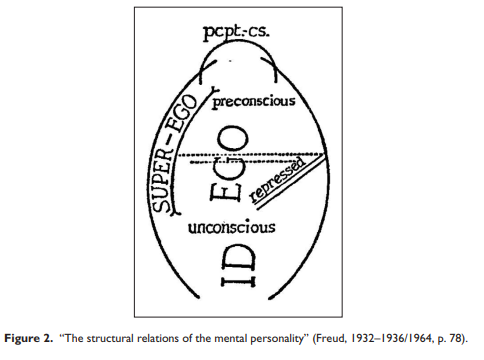 pcpt.-cs.
preconscious
SUPER-EGO
EGO
repressed
unconscious
ID
Figure 2. “The structural relations of the mental personality” (Freud, 1932–1936/1964, p. 78).